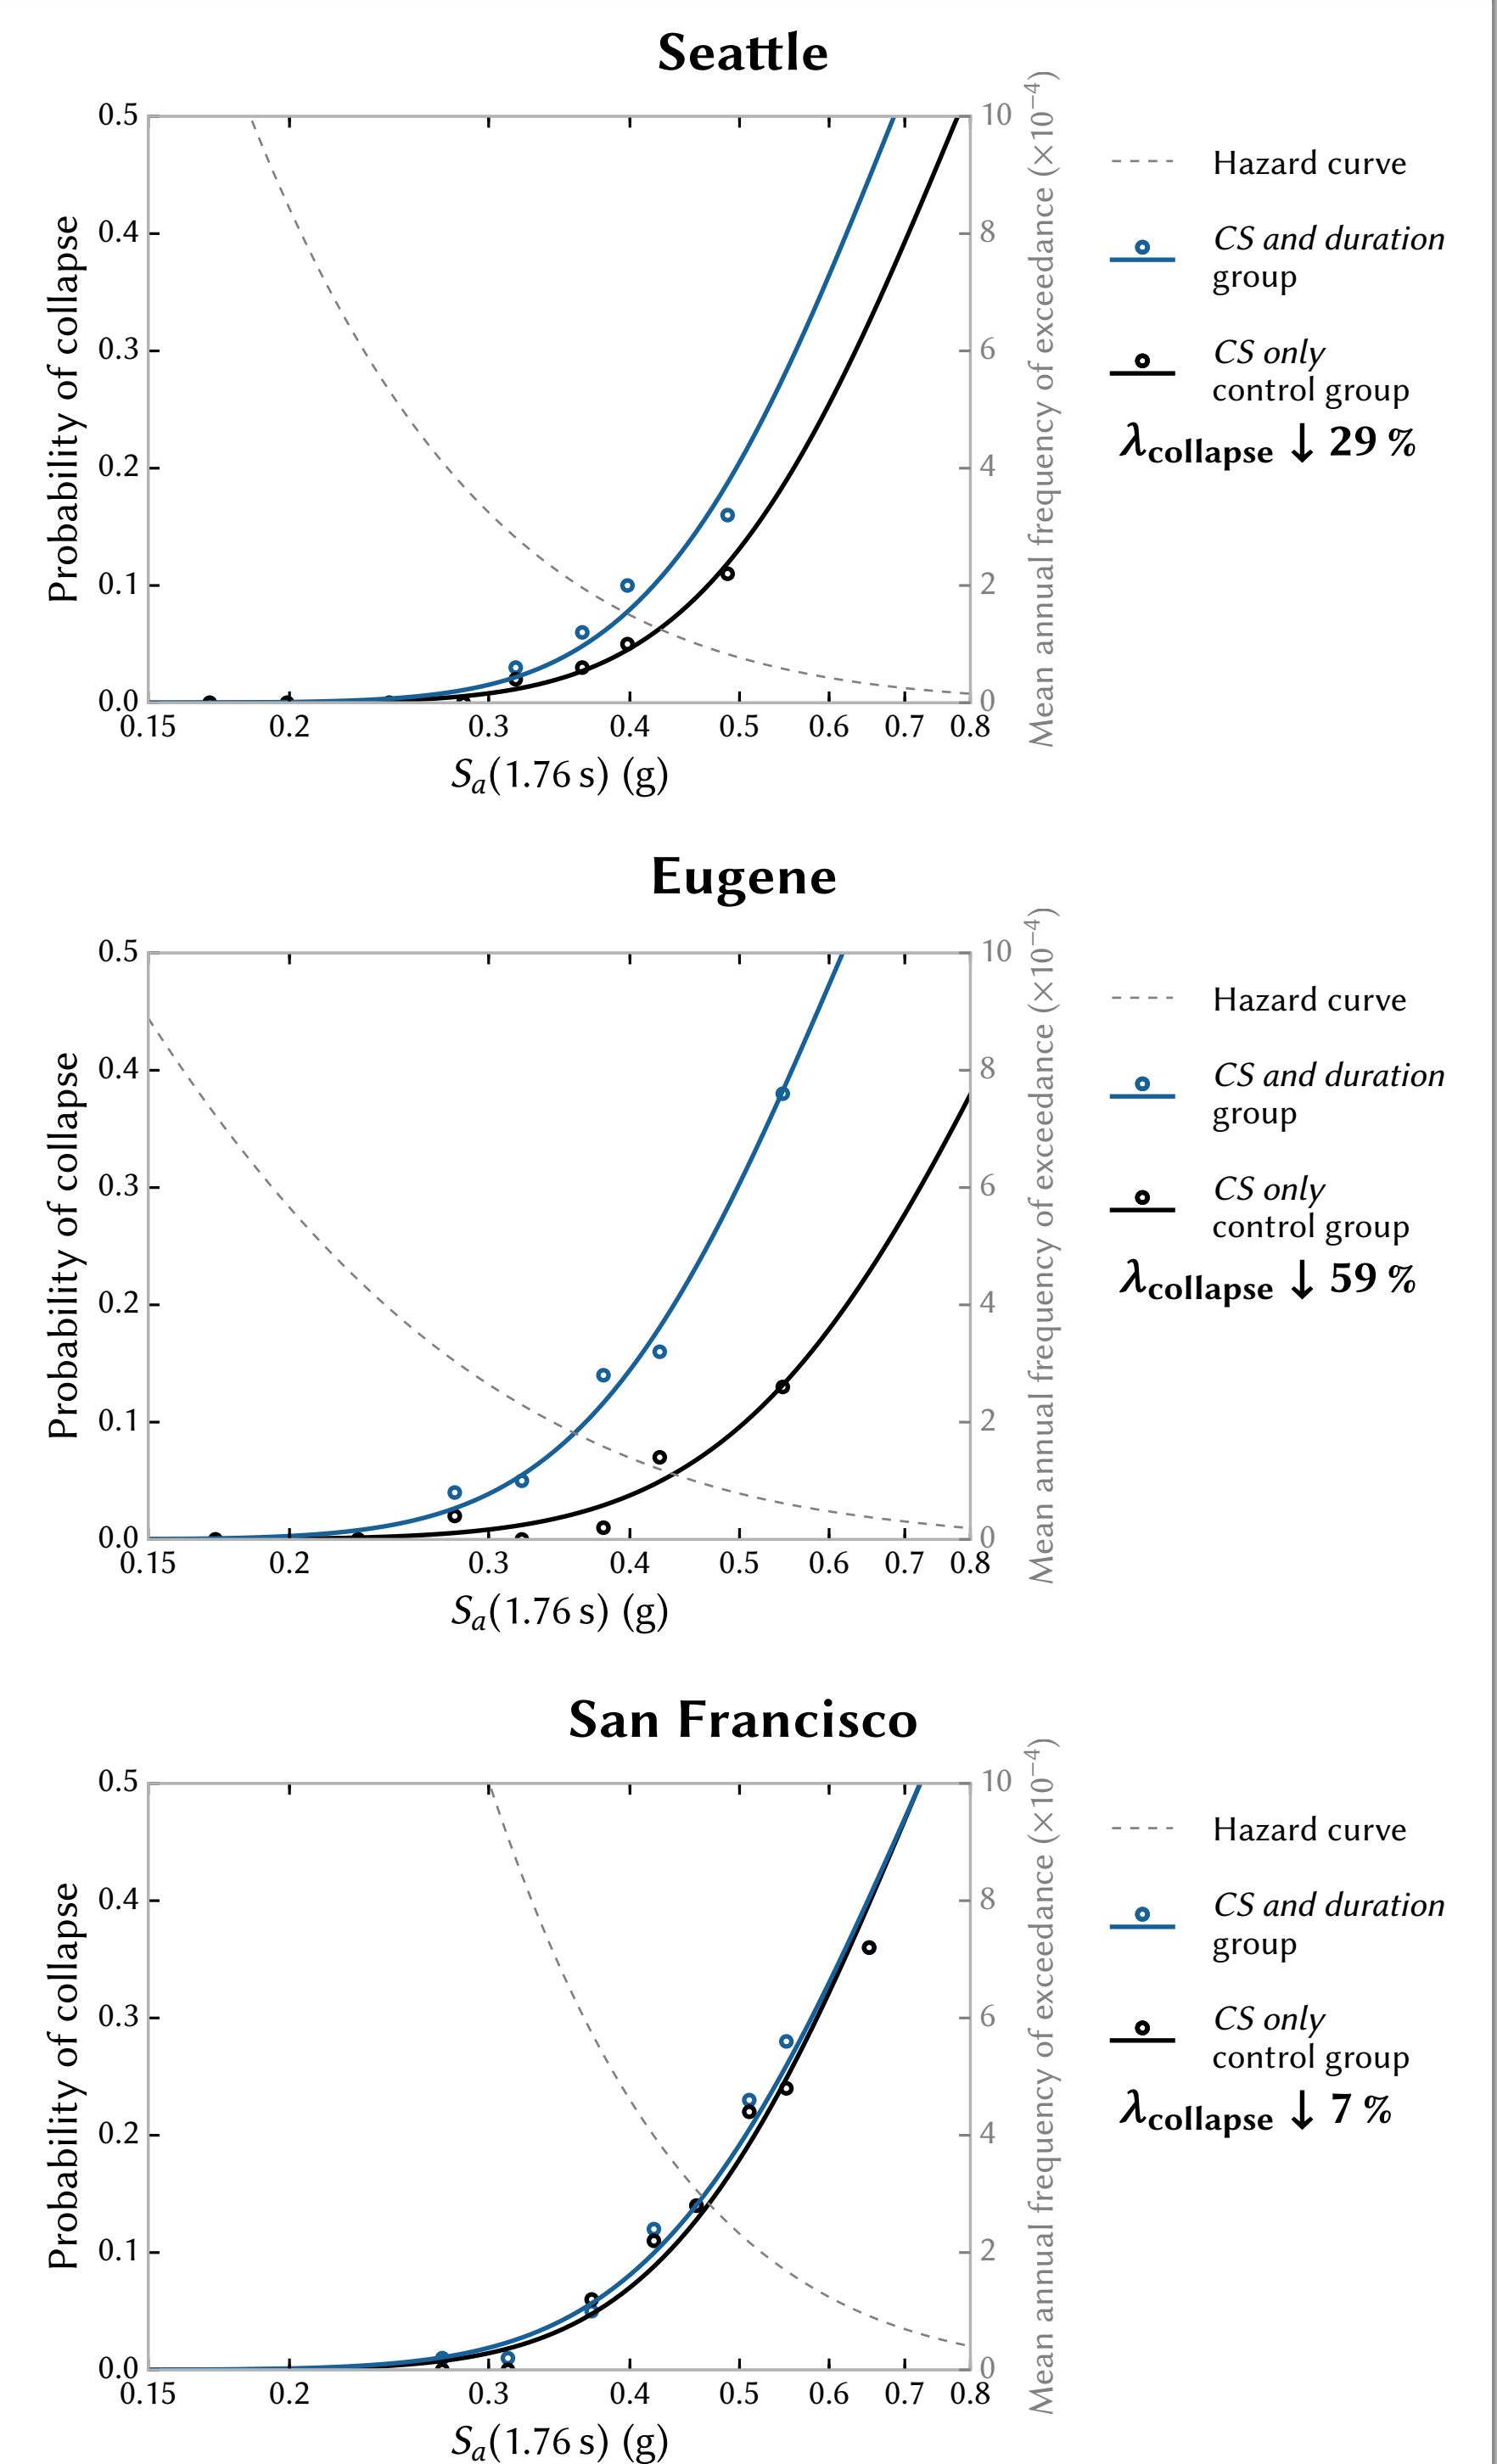 Seattle
0.5
0.4
0.3
0.2
0.1
0.0
Probability of collapse
0.15 0.2 0.3 0.4 0.5 0.6 0.7 0.8
Sₐ(1.76 s) (g)
10
8
6
4
2
0
Mean annual frequency of exceedance (×10⁻⁴)
Hazard curve
CS and duration
group
CS only
control group
λcollapse ↓ 29 %
Eugene
0.5
0.4
0.3
0.2
0.1
0.0
Probability of collapse
0.15 0.2 0.3 0.4 0.5 0.6 0.7 0.8
Sₐ(1.76 s) (g)
10
8
6
4
2
0
Mean annual frequency of exceedance (×10⁻⁴)
Hazard curve
CS and duration
group
CS only
control group
λcollapse ↓ 59 %
San Francisco
0.5
0.4
0.3
0.2
0.1
0.0
Probability of collapse
0.15 0.2 0.3 0.4 0.5 0.6 0.7 0.8
Sₐ(1.76 s) (g)
10
8
6
4
2
0
Mean annual frequency of exceedance (×10⁻⁴)
Hazard curve
CS and duration
group
CS only
control group
λcollapse ↓ 7 %